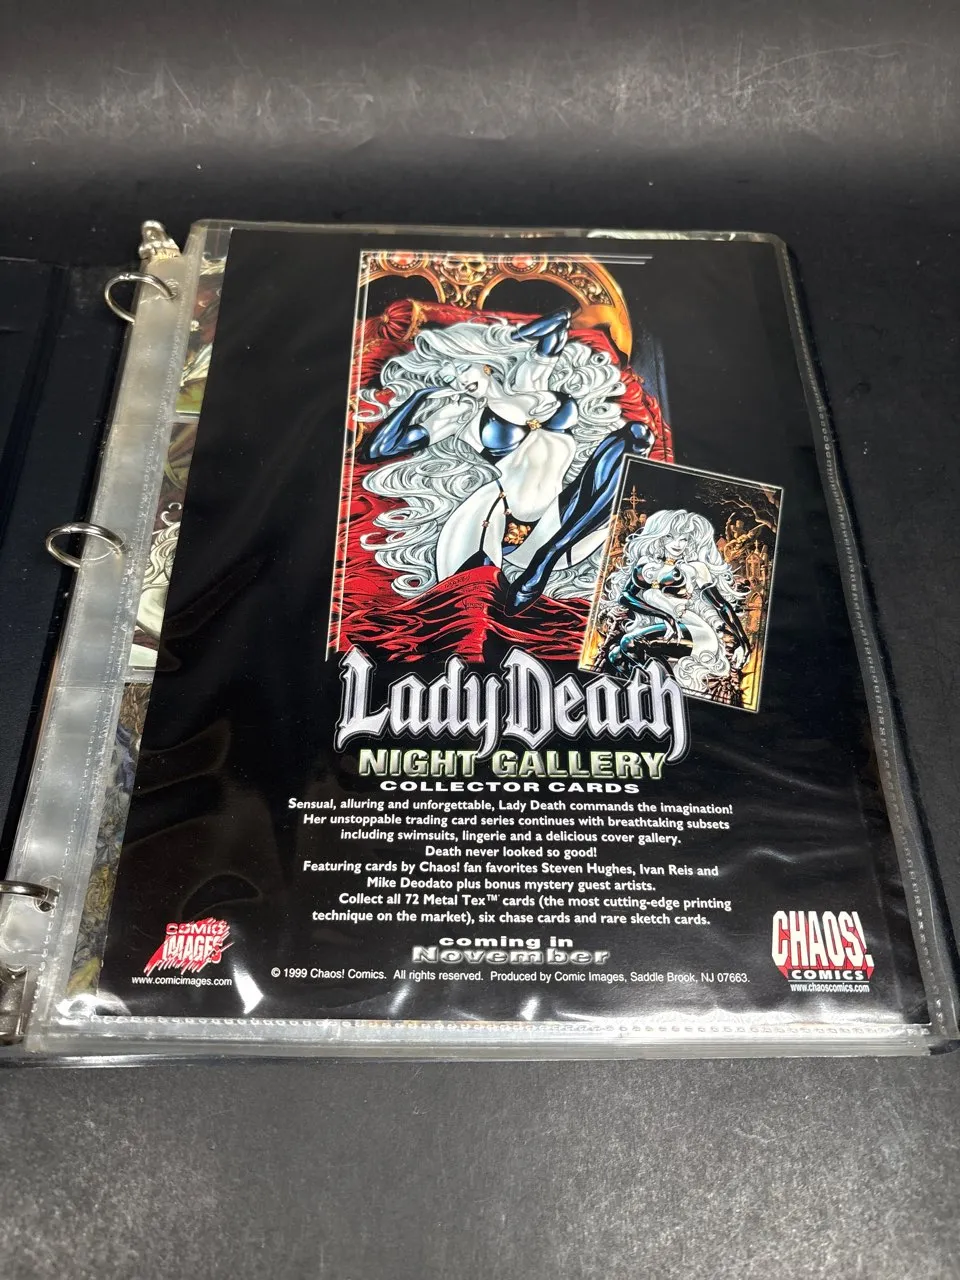 Lady Death
NIGHT GALLERY
COLLECTOR CARDS
Sensual, alluring and unforgettable, Lady Death commands the imagination!
Her unstoppable trading card series continues with breathtaking subsets
including swimsuits, lingerie and a delicious cover gallery.
Death never looked so good!
Featuring cards by Chaos! fan favorites Steven Hughes, Ivan Reis and
Mike Deodato plus bonus mystery guest artists.
Collect all 72 Metal Tex™ cards (the most cutting-edge printing
technique on the market), six chase cards and rare sketch cards.
coming in
November
COMIC
IMAGES
www.comicimages.com
© 1999 Chaos! Comics. All rights reserved. Produced by Comic Images, Saddle Brook, NJ 07663.
CHAOS!
COMICS
www.chaoscomics.com